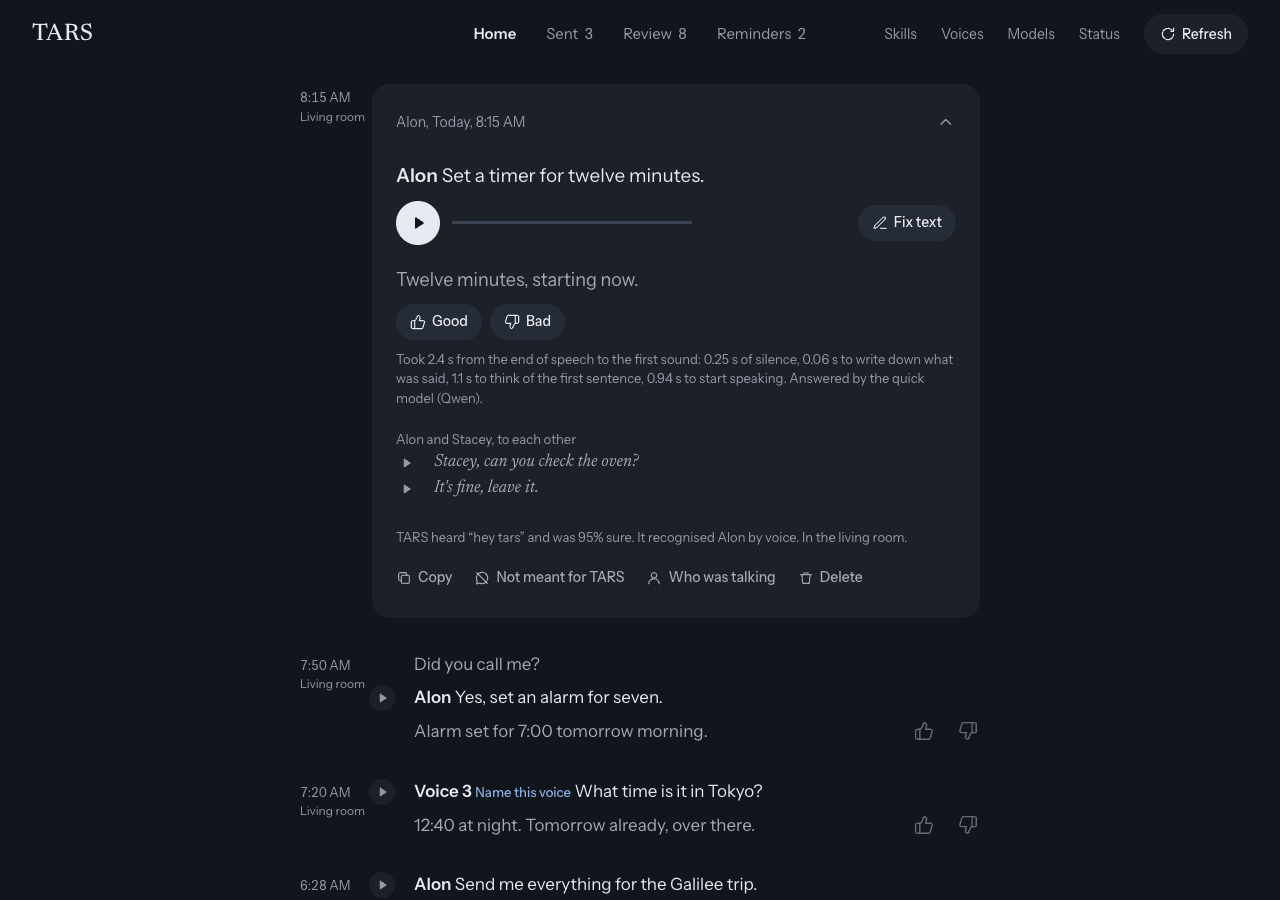 TARS
Home
Sent 3
Review 8
Reminders 2
Skills
Voices
Models
Status
Refresh
8:15 AM
Living room
Alon, Today, 8:15 AM
Alon Set a timer for twelve minutes.
Fix text
Twelve minutes, starting now.
Good
Bad
Took 2.4 s from the end of speech to the first sound: 0.25 s of silence, 0.06 s to write down what
was said, 1.1 s to think of the first sentence, 0.94 s to start speaking. Answered by the quick
model (Qwen).
Alon and Stacey, to each other
Stacey, can you check the oven?
It's fine, leave it.
TARS heard “hey tars” and was 95% sure. It recognised Alon by voice. In the living room.
Copy
Not meant for TARS
Who was talking
Delete
7:50 AM
Living room
Did you call me?
Alon Yes, set an alarm for seven.
Alarm set for 7:00 tomorrow morning.
7:20 AM
Living room
Voice 3 Name this voice What time is it in Tokyo?
12:40 at night. Tomorrow already, over there.
6:28 AM
Alon Send me everything for the Galilee trip.